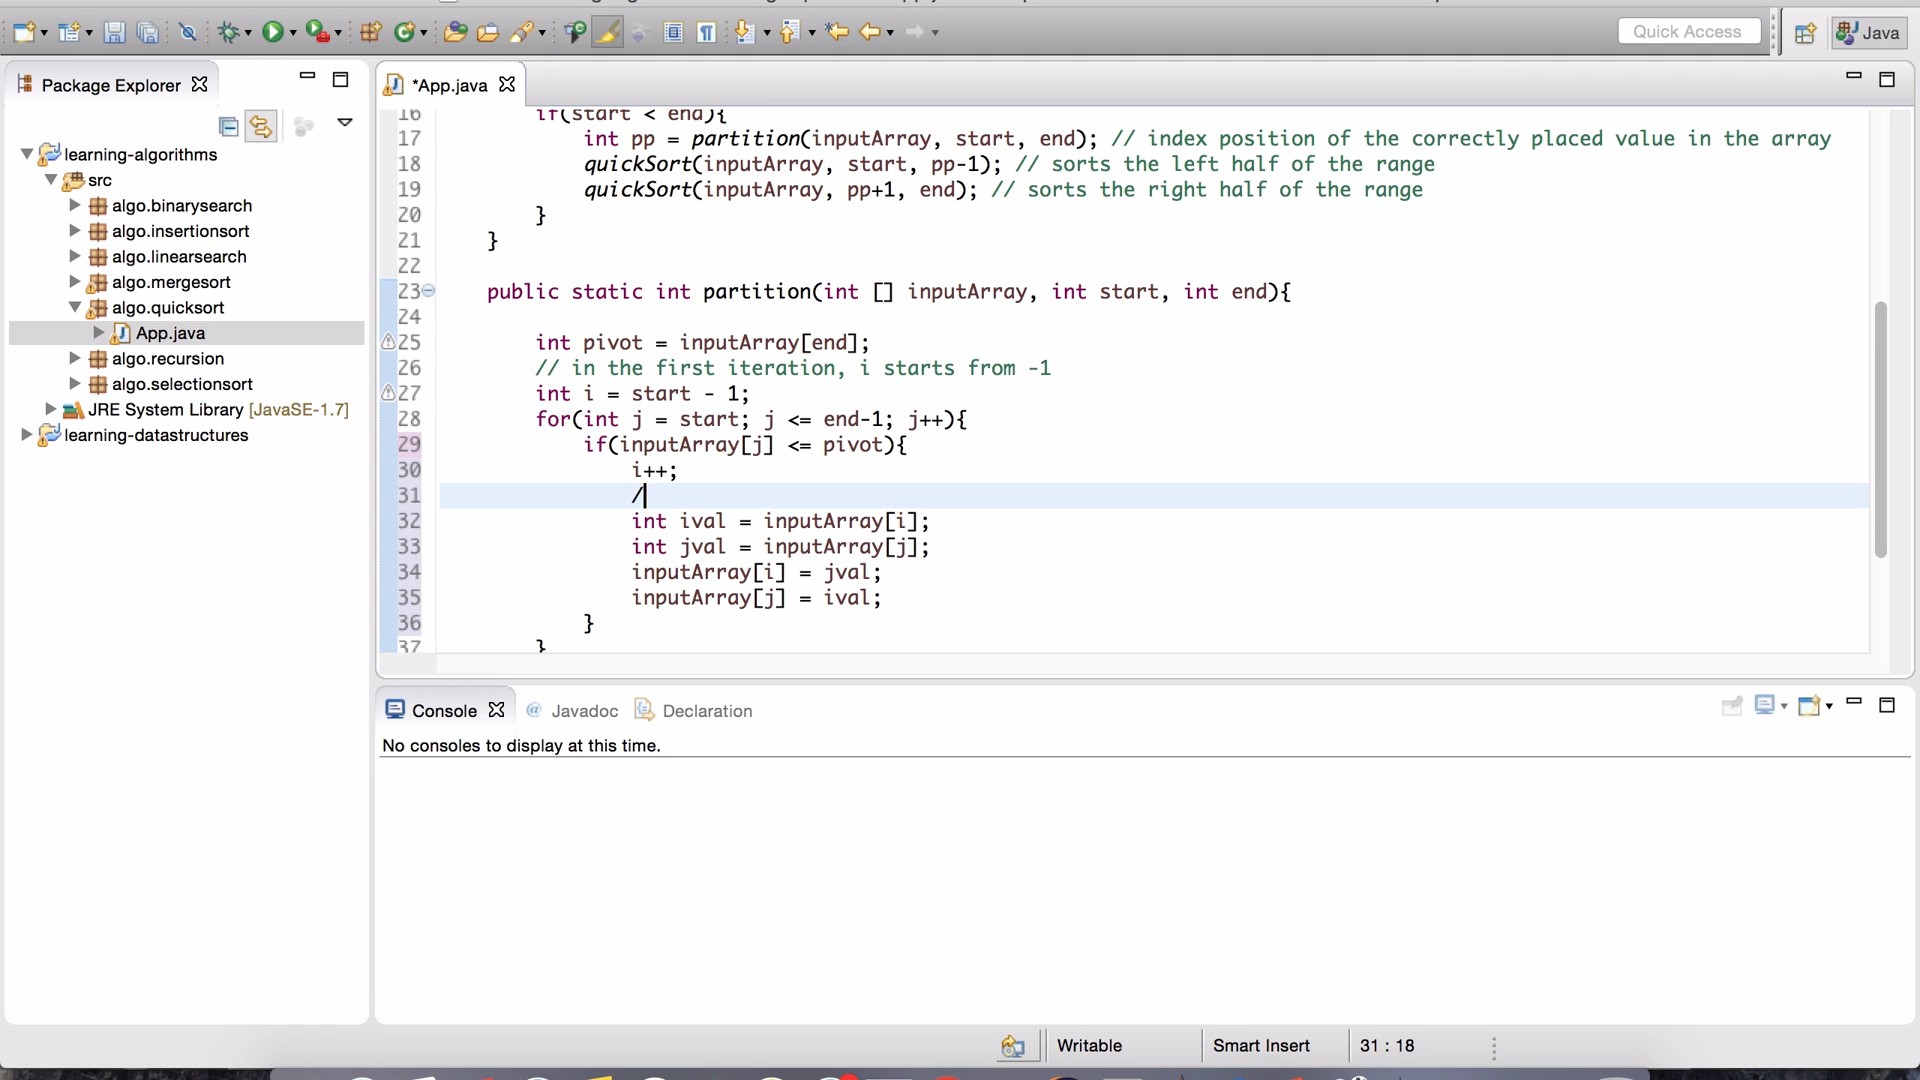 Quick Access
Java
Package Explorer
learning-algorithms
src
algo.binarysearch
algo.insertionsort
algo.linearsearch
algo.mergesort
algo.quicksort
App.java
algo.recursion
algo.selectionsort
JRE System Library [JavaSE-1.7]
learning-datastructures
*App.java
16 if(start < end){
17 int pp = partition(inputArray, start, end); // index position of the correctly placed value in the array
18 quickSort(inputArray, start, pp-1); // sorts the left half of the range
19 quickSort(inputArray, pp+1, end); // sorts the right half of the range
20 }
21 }
22
23 public static int partition(int [] inputArray, int start, int end){
24
25 int pivot = inputArray[end];
26 // in the first iteration, i starts from -1
27 int i = start - 1;
28 for(int j = start; j <= end-1; j++){
29 if(inputArray[j] <= pivot){
30 i++;
31 /
32 int ival = inputArray[i];
33 int jval = inputArray[j];
34 inputArray[i] = jval;
35 inputArray[j] = ival;
36 }
37 }
Console
@ Javadoc
Declaration
No consoles to display at this time.
Writable
Smart Insert
31 : 18